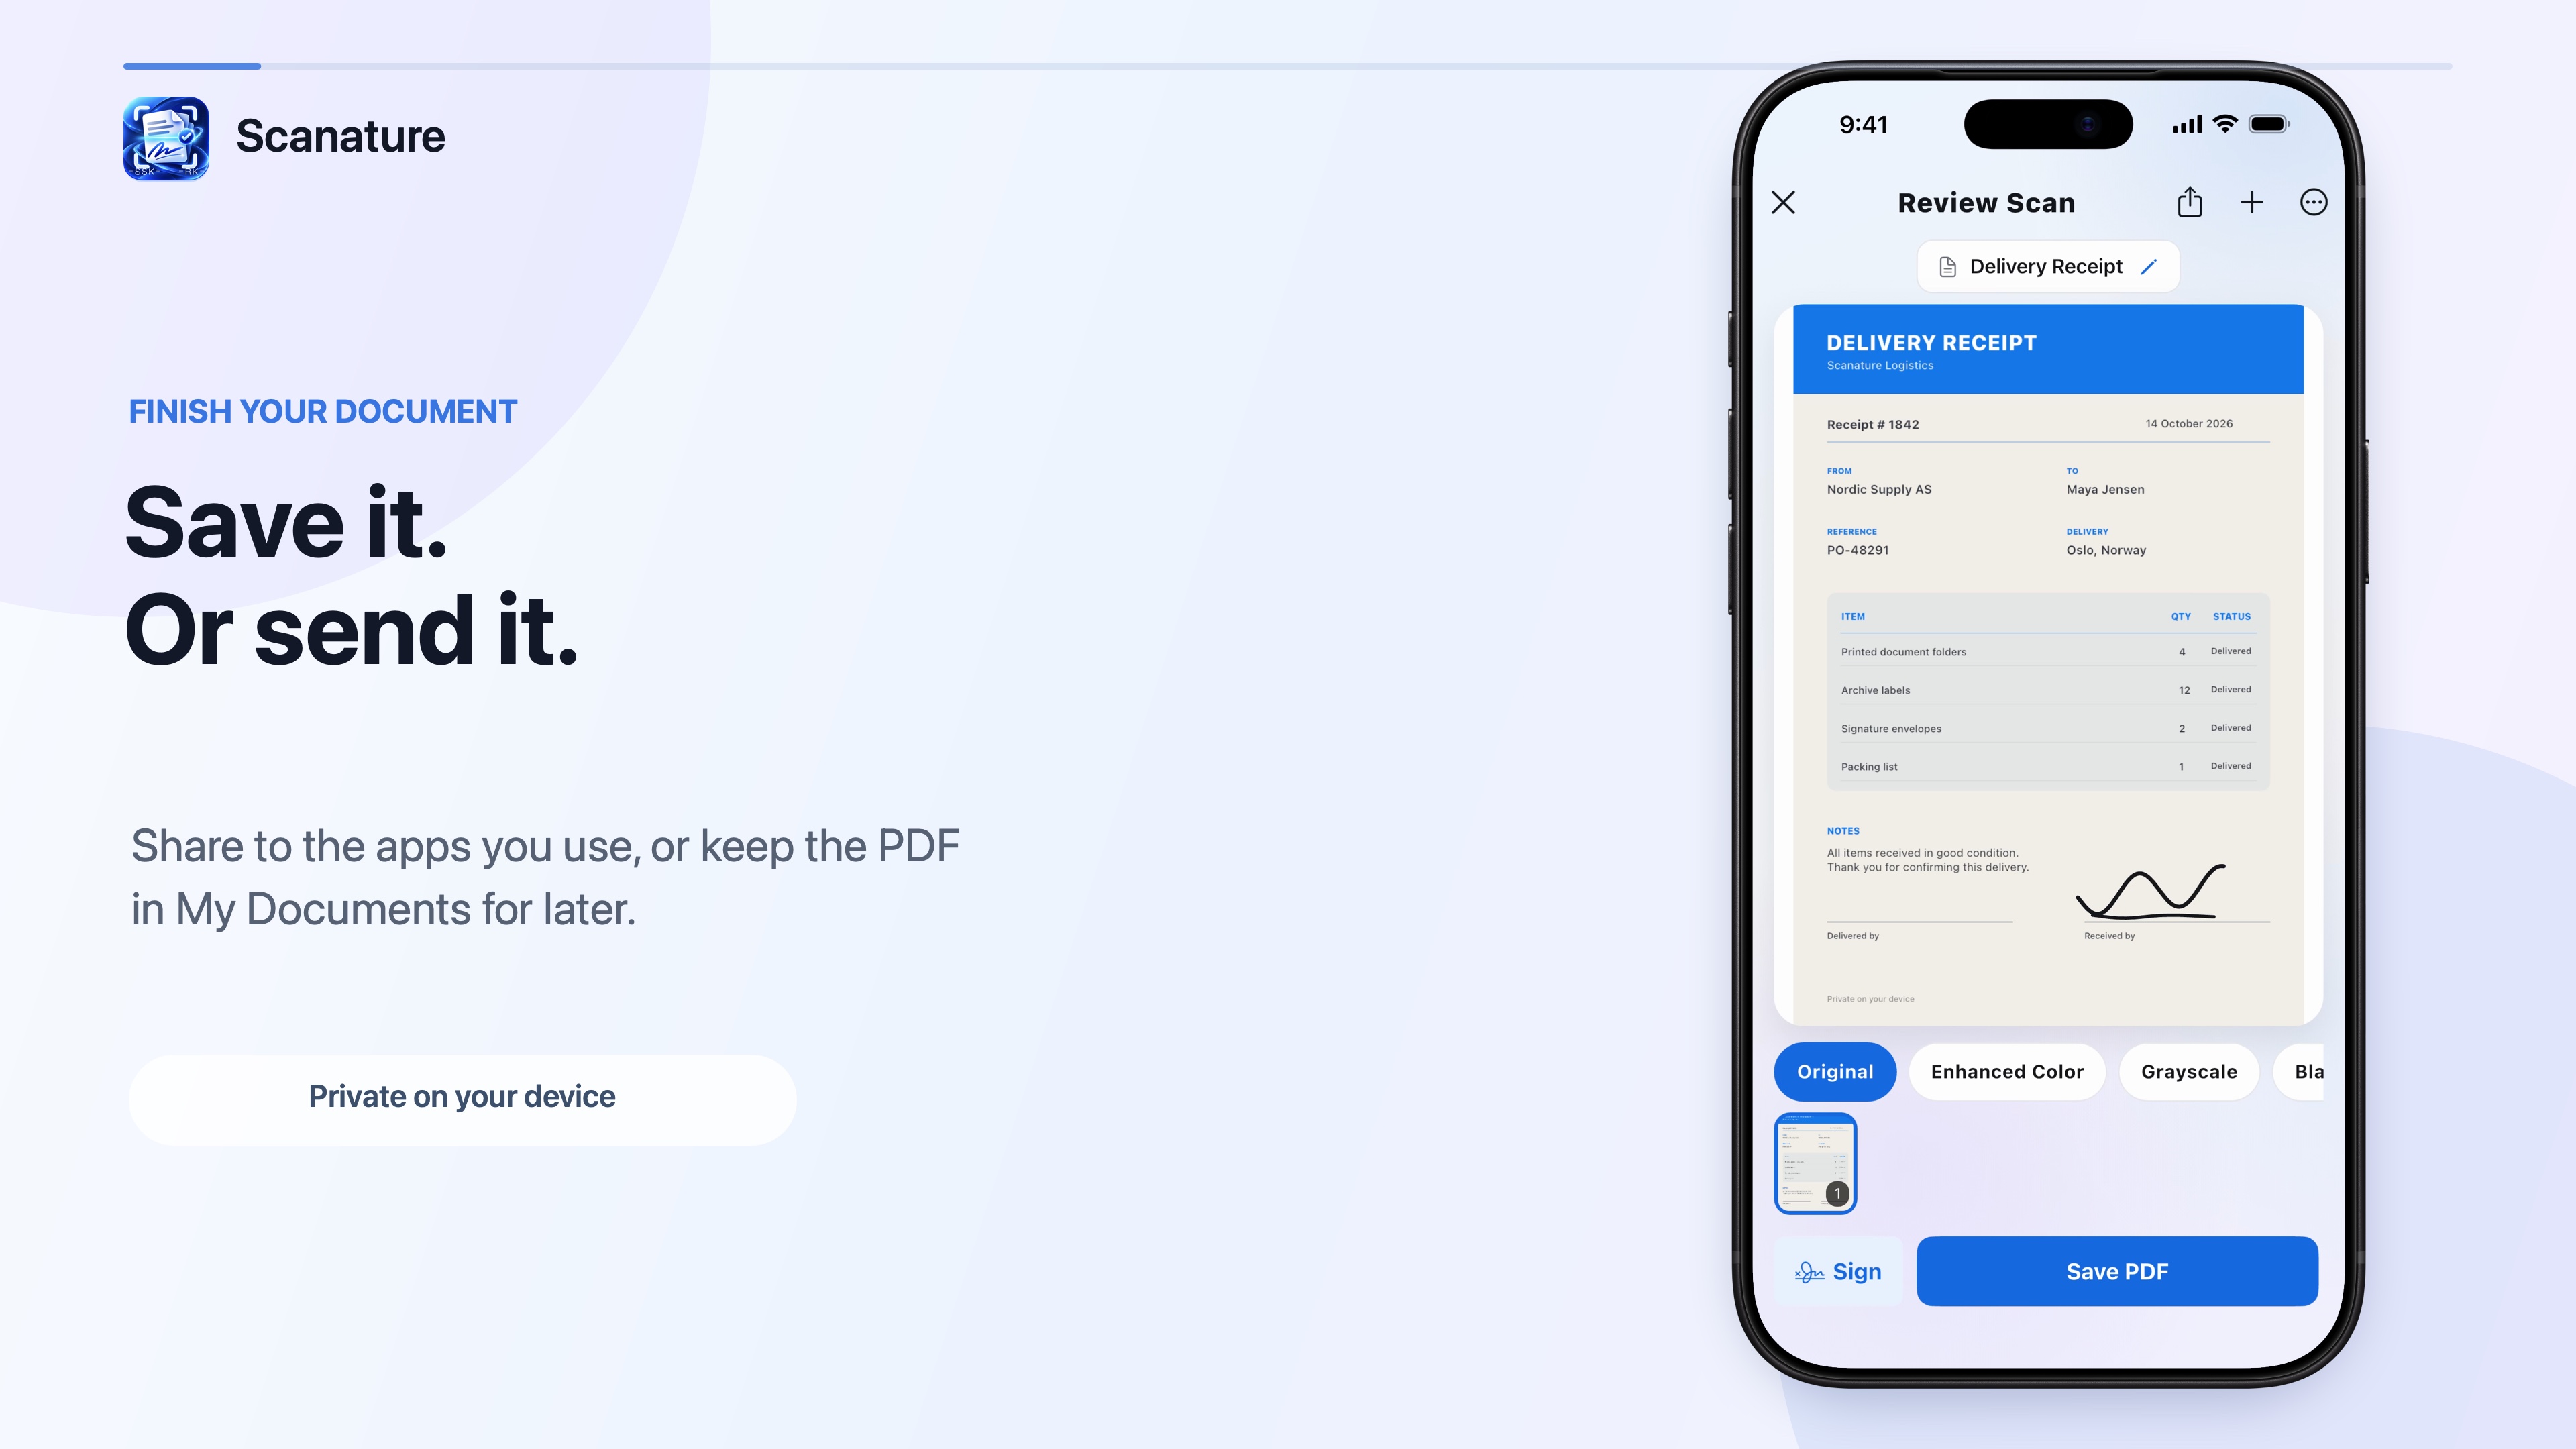 Scanature
SSK RK
FINISH YOUR DOCUMENT
Save it.
Or send it.
Share to the apps you use, or keep the PDF
in My Documents for later.
Private on your device
9:41
Review Scan
Delivery Receipt
DELIVERY RECEIPT
Scanature Logistics
Receipt # 1842 14 October 2026
FROM TO
Nordic Supply AS Maya Jensen
REFERENCE DELIVERY
PO-48291 Oslo, Norway
ITEM QTY STATUS
Printed document folders 4 Delivered
Archive labels 12 Delivered
Signature envelopes 2 Delivered
Packing list 1 Delivered
NOTES
All items received in good condition.
Thank you for confirming this delivery.
Delivered by Received by
Private on your device
Original Enhanced Color Grayscale Bla
1
Sign Save PDF